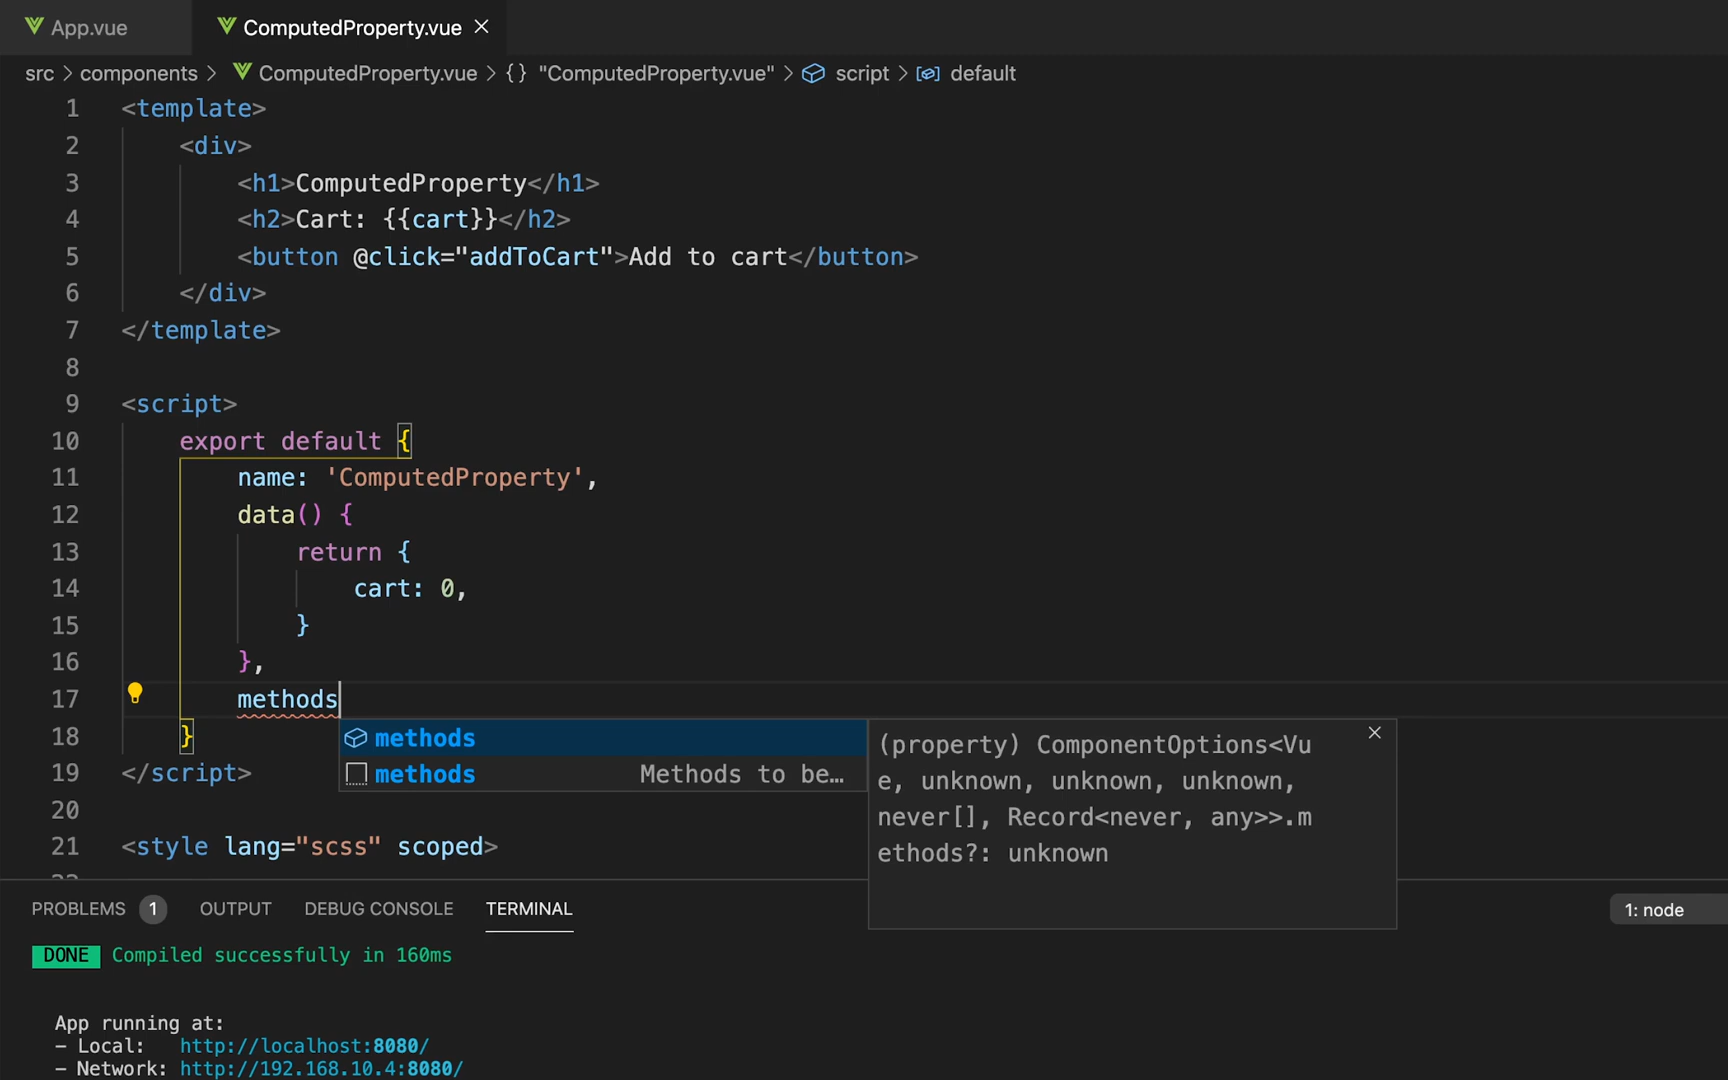 App.vue ComputedProperty.vue
src > components > ComputedProperty.vue > {} "ComputedProperty.vue" > script > default
1 <template>
2 <div>
3 <h1>ComputedProperty</h1>
4 <h2>Cart: {{cart}}</h2>
5 <button @click="addToCart">Add to cart</button>
6 </div>
7 </template>
8
9 <script>
10 export default {
11 name: 'ComputedProperty',
12 data() {
13 return {
14 cart: 0,
15 }
16 },
17 methods
18 }
19 </script>
20
21 <style lang="scss" scoped>
methods
methods Methods to be…
(property) ComponentOptions<Vu
e, unknown, unknown, unknown,
never[], Record<never, any>>.m
ethods?: unknown
PROBLEMS 1 OUTPUT DEBUG CONSOLE TERMINAL 1: node
DONE Compiled successfully in 160ms
App running at:
- Local: http://localhost:8080/
- Network: http://192.168.10.4:8080/